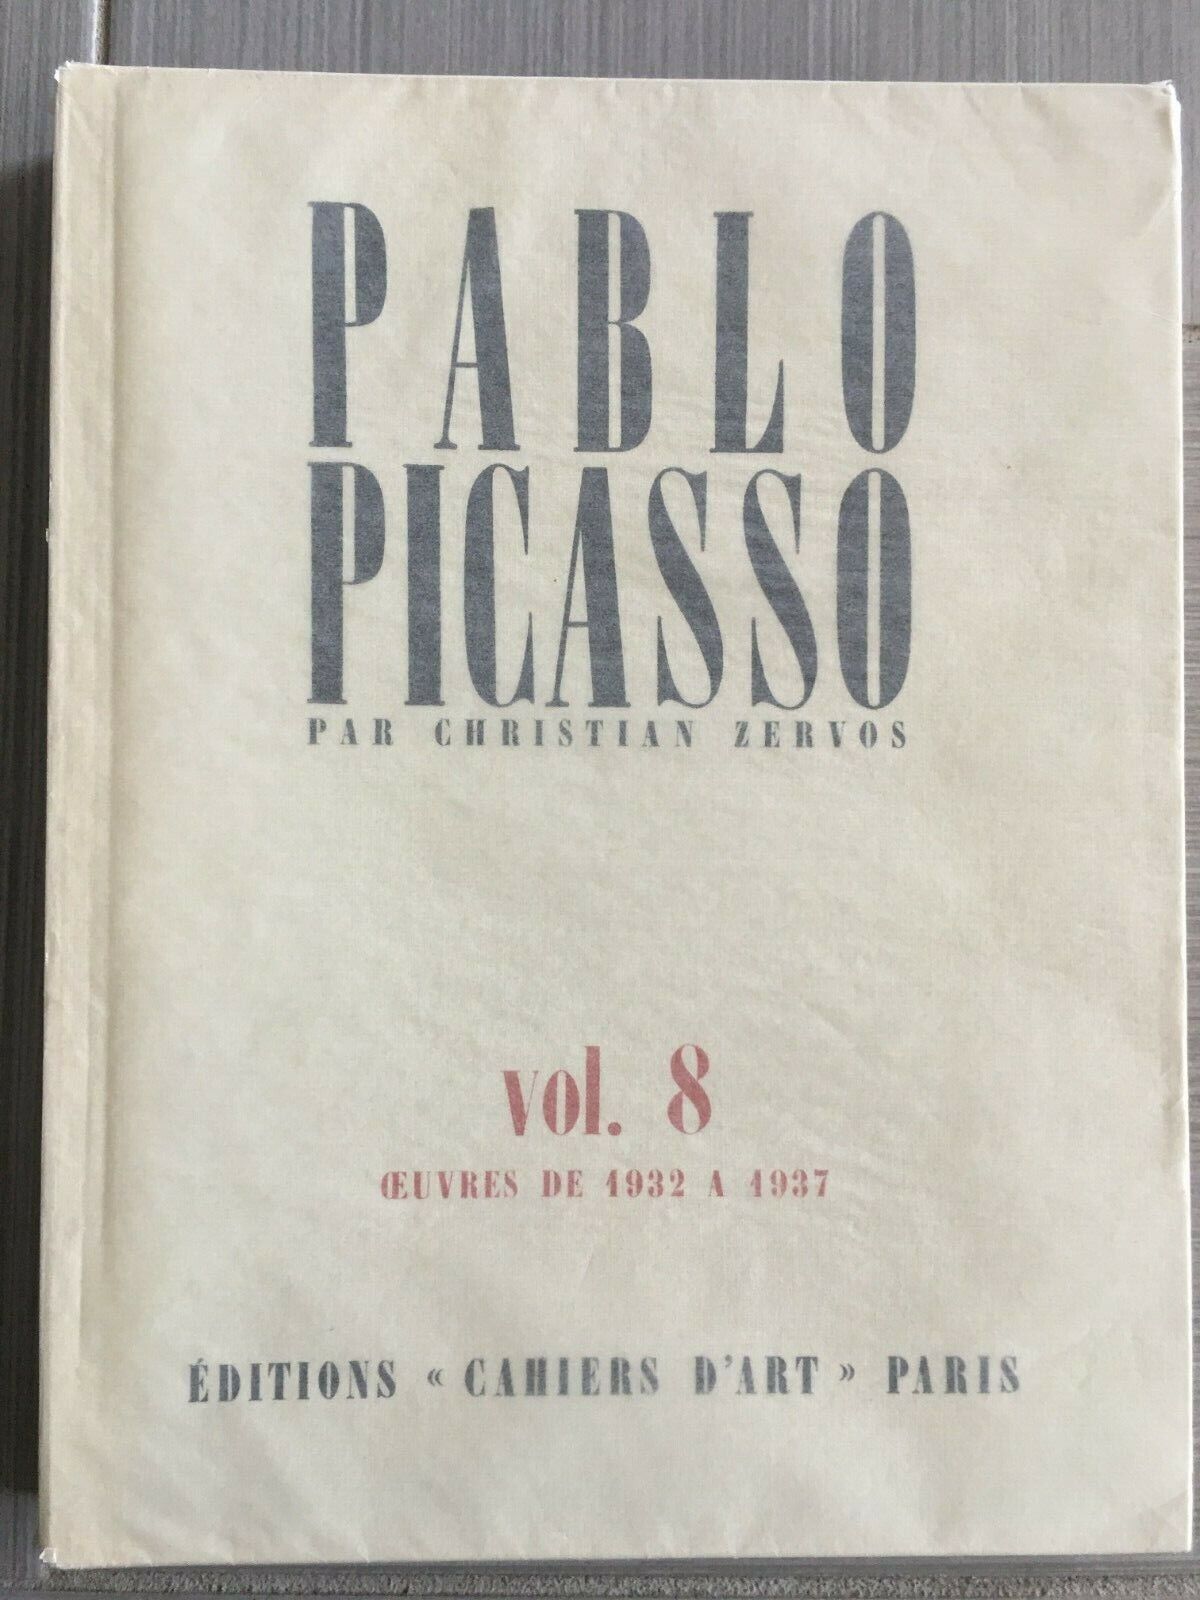 PABLO
PICASSO
PAR CHRISTIAN ZERVOS
vol. 8
ŒUVRES DE 1932 A 1937
ÉDITIONS « CAHIERS D'ART » PARIS